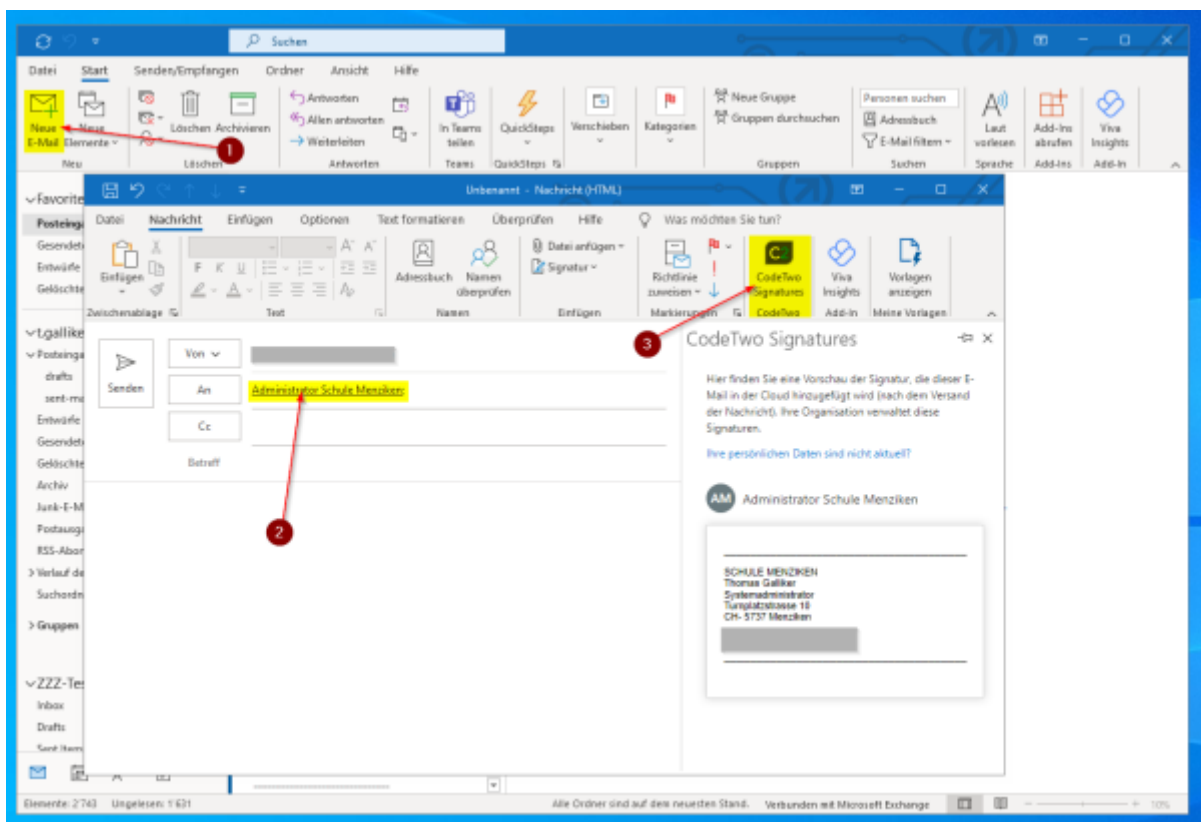 Suchen
Datei Start Senden/Empfangen Ordner Ansicht Hilfe
Neue E-Mail
Neue Elemente
Löschen Archivieren
Antworten
Allen antworten
Weiterleiten
In Teams teilen
QuickSteps
Verschieben
Kategorien
Neue Gruppe
Gruppen durchsuchen
Personen suchen
Adressbuch
E-Mail filtern
Laut vorlesen
Add-Ins abrufen
Viva Insights
1
Neu Löschen Antworten Teams QuickSteps Gruppen Suchen Sprache Add-Ins Add-In
Unbenannt - Nachricht (HTML)
Datei Nachricht Einfügen Optionen Text formatieren Überprüfen Hilfe Was möchten Sie tun?
Einfügen
F K U
A
Adressbuch
Namen überprüfen
Datei anfügen
Signatur
Richtlinie zuweisen
CodeTwo Signatures
Viva Insights
Vorlagen anzeigen
Zwischenablage Text Namen Einfügen Markierungen CodeTwo Add-In Meine Vorlagen
3
Senden
Von
An
Administrator Schule Menziken;
Cc
Betreff
2
CodeTwo Signatures
Hier finden Sie eine Vorschau der Signatur, die dieser E-
Mail in der Cloud hinzugefügt wird (nach dem Versand
der Nachricht). Ihre Organisation verwaltet diese
Signaturen.
Ihre persönlichen Daten sind nicht aktuell?
AM Administrator Schule Menziken
SCHULE MENZIKEN
Thomas Galliker
Systemadministrator
Turnplatzstrasse 10
CH- 5737 Menziken
Favorite
Posteinga
Gesendet
Entwürfe
Gelöschte
t.gallike
Posteinga
drafts
sent-ma
Entwürfe
Gesendet
Gelöschte
Archiv
Junk-E-M
Postausga
RSS-Abon
Verlauf de
Suchordn
Gruppen
ZZZ-Tes
Inbox
Drafts
Sent Item
Elemente: 2'743 Ungelesen: 1'631
Alle Ordner sind auf dem neuesten Stand. Verbunden mit Microsoft Exchange
10%